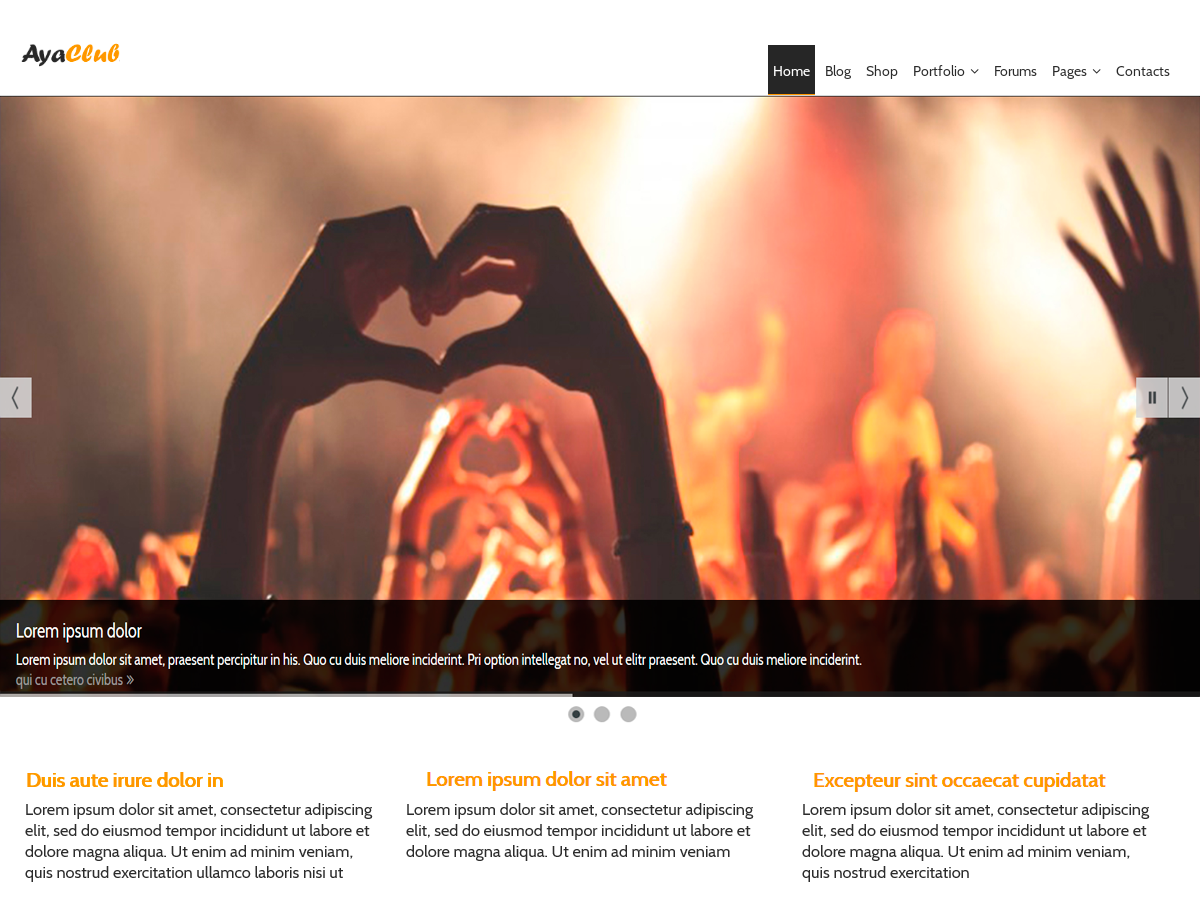 AyaClub
Home Blog Shop Portfolio Forums Pages Contacts
Lorem ipsum dolor
Lorem ipsum dolor sit amet, praesent percipitur in his. Quo cu duis meliore inciderint. Pri option intellegat no, vel ut elitr praesent. Quo cu duis meliore inciderint.
qui cu cetero civibus »
Duis aute irure dolor in
Lorem ipsum dolor sit amet, consectetur adipiscing
elit, sed do eiusmod tempor incididunt ut labore et
dolore magna aliqua. Ut enim ad minim veniam,
quis nostrud exercitation ullamco laboris nisi ut
Lorem ipsum dolor sit amet
Lorem ipsum dolor sit amet, consectetur adipiscing
elit, sed do eiusmod tempor incididunt ut labore et
dolore magna aliqua. Ut enim ad minim veniam
Excepteur sint occaecat cupidatat
Lorem ipsum dolor sit amet, consectetur adipiscing
elit, sed do eiusmod tempor incididunt ut labore et
dolore magna aliqua. Ut enim ad minim veniam,
quis nostrud exercitation